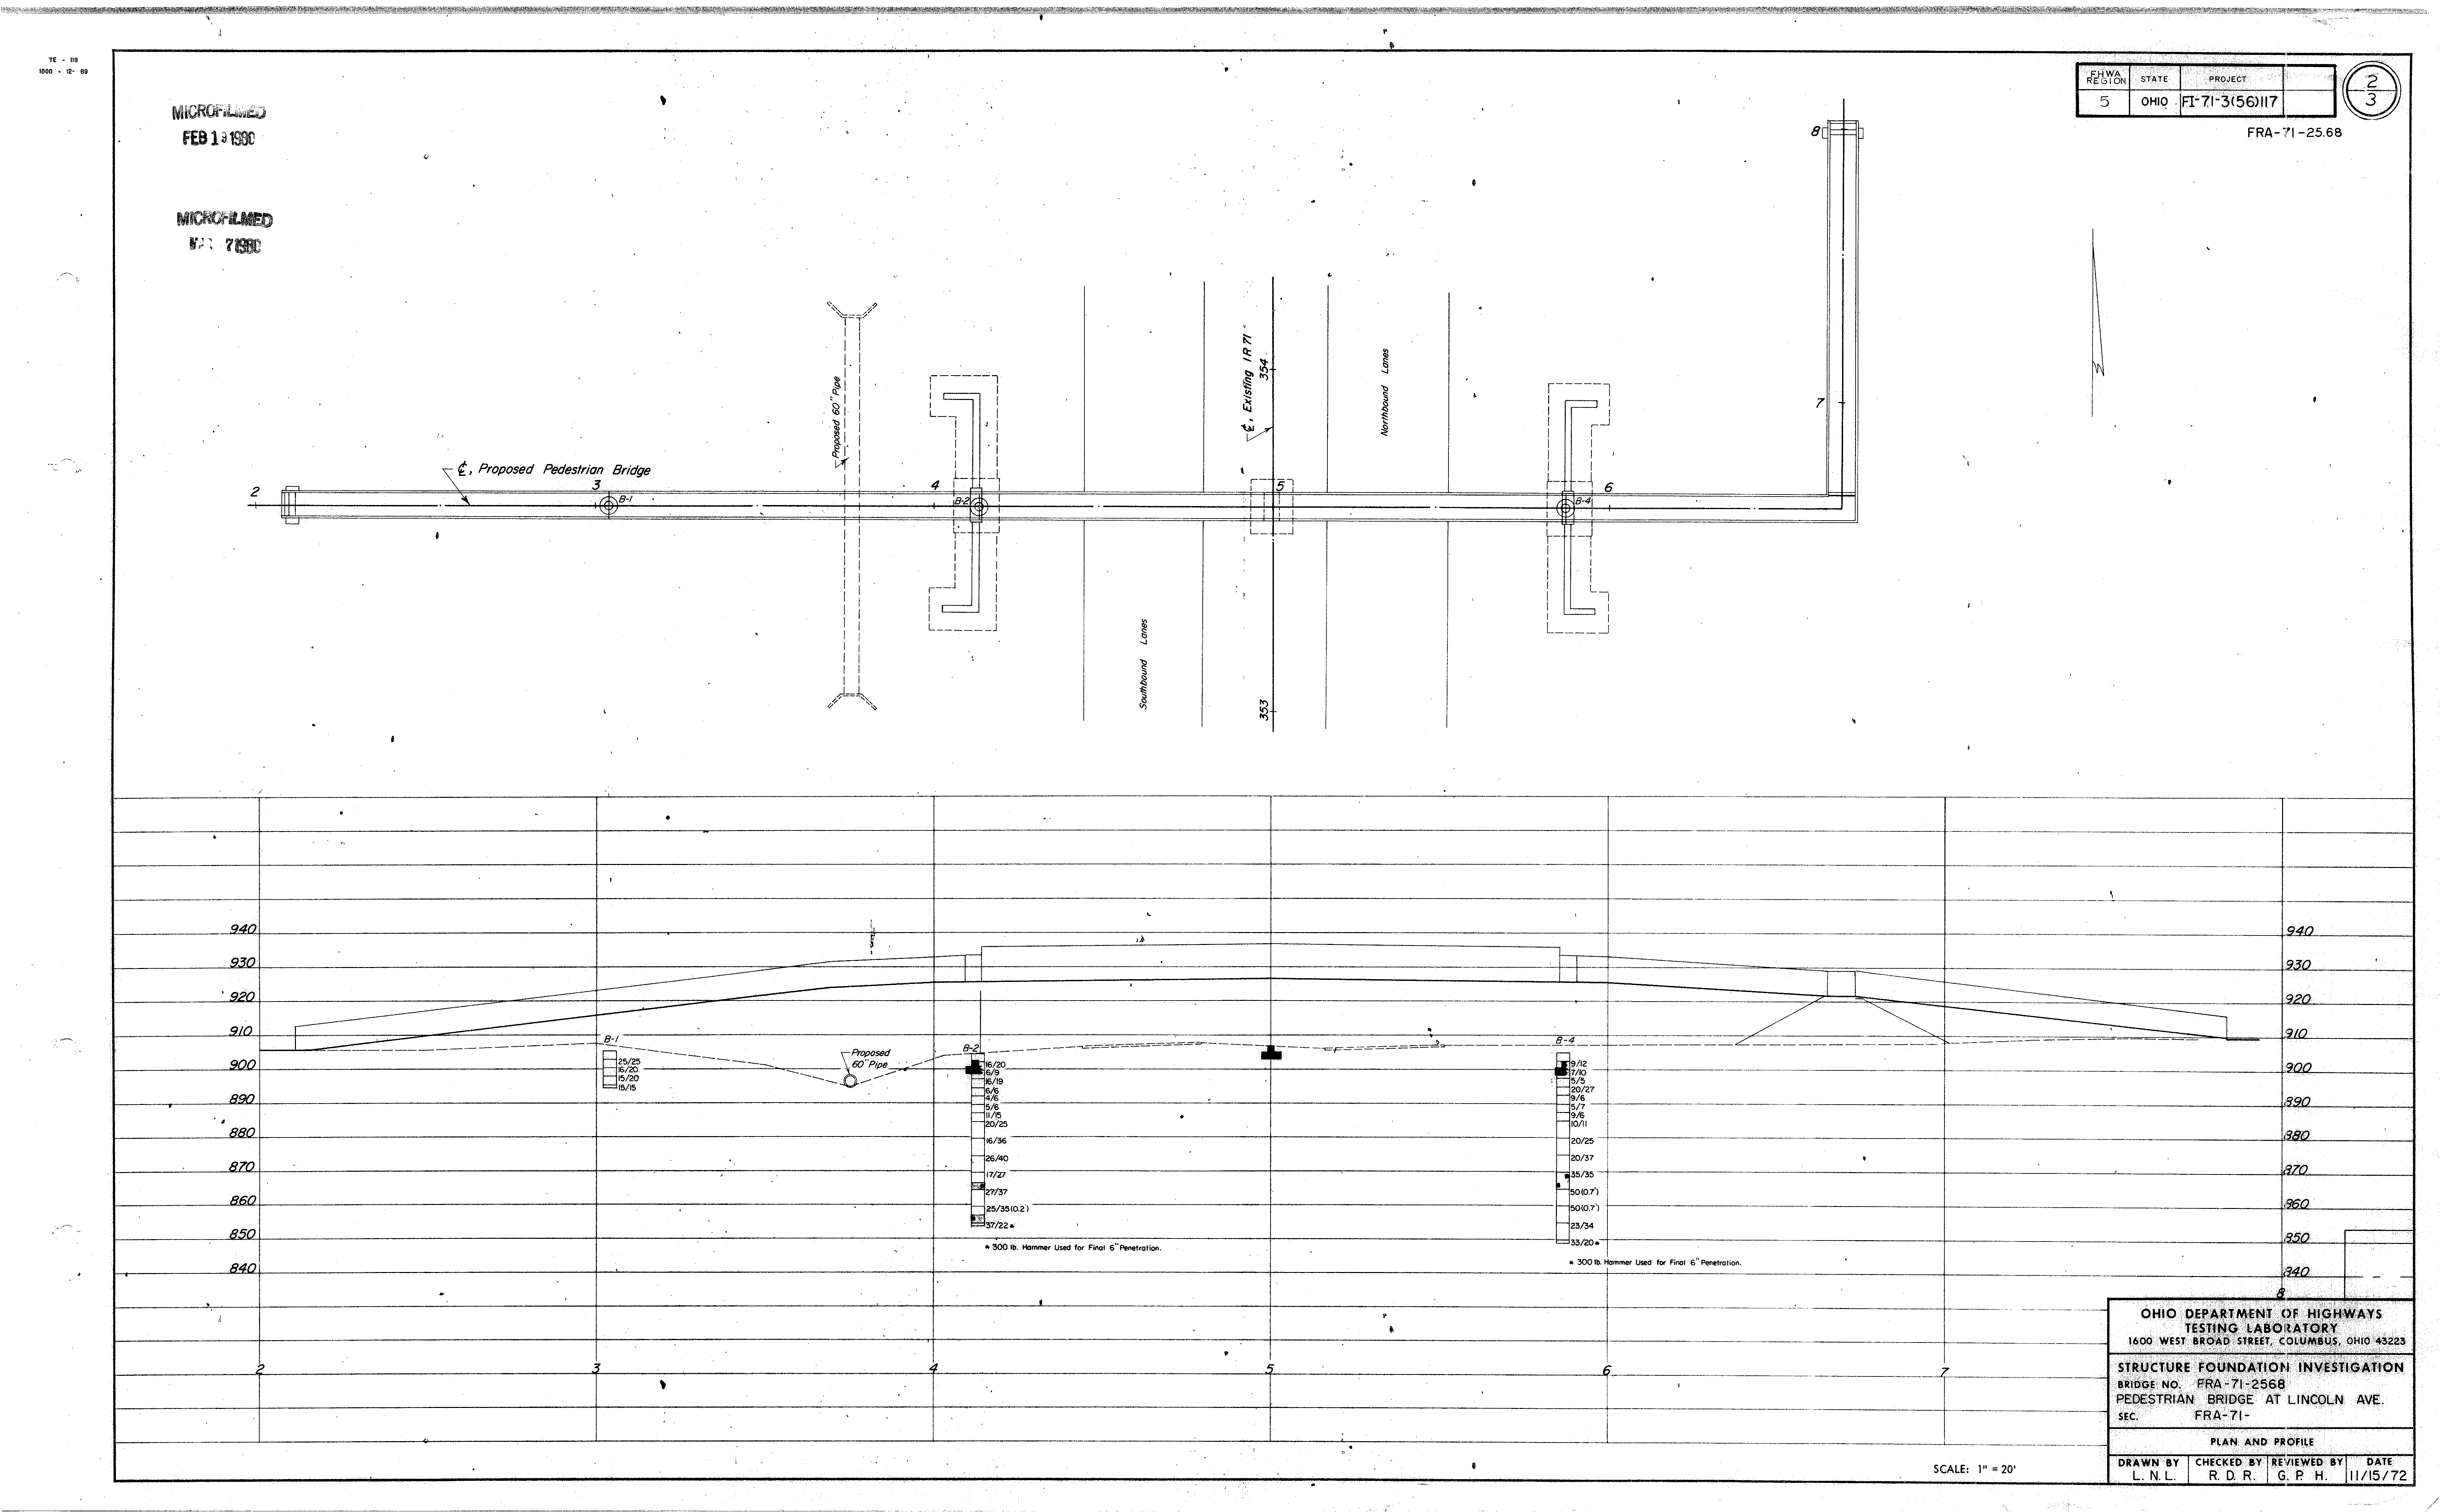 TE - 119
1000 - 12- 69
MICROFILMED
FEB 19 1980
MICROFILMED
7 1980
FHWA REGION STATE PROJECT
5 OHIO FI-71-3(56)117
2
3
FRA-71-25.68
8
7
℄, Existing IR 71
354
353
Northbound Lanes
Southbound Lanes
Proposed 60" Pipe
℄, Proposed Pedestrian Bridge
2
3
B-1
4
B-2
5
B-4
6
940
930
920
910
900
890
880
870
860
850
840
B-1
25/25
16/20
15/20
15/15
Proposed
60" Pipe
B-2
16/20
6/9
16/19
6/6
4/6
5/6
11/15
20/25
16/36
26/40
17/27
27/37
25/35(0.2')
37/22*
* 300 lb. Hammer Used for Final 6" Penetration.
B-4
9/12
7/10
5/5
20/27
9/6
5/7
9/6
10/11
20/25
20/37
35/35
50(0.7')
50(0.7')
23/34
33/20*
* 300 lb. Hammer Used for Final 6" Penetration.
940
930
920
910
900
890
880
870
860
850
840
8
2
3
4
5
6
7
OHIO DEPARTMENT OF HIGHWAYS
TESTING LABORATORY
1600 WEST BROAD STREET, COLUMBUS, OHIO 43223
STRUCTURE FOUNDATION INVESTIGATION
BRIDGE NO. FRA-71-2568
PEDESTRIAN BRIDGE AT LINCOLN AVE.
SEC. FRA-71-
PLAN AND PROFILE
DRAWN BY CHECKED BY REVIEWED BY DATE
L. N. L. R. D. R. G. P. H. 11/15/72
SCALE: 1" = 20'